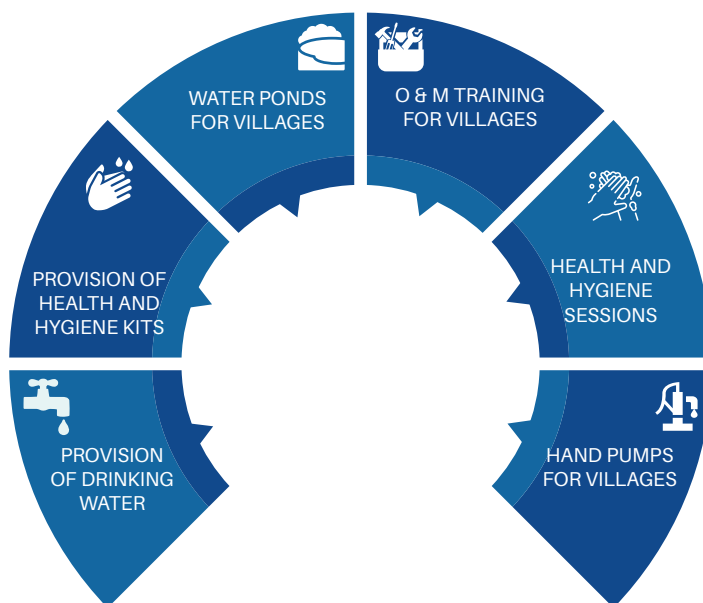 WATER PONDS
FOR VILLAGES
O & M TRAINING
FOR VILLAGES
PROVISION OF
HEALTH AND
HYGIENE KITS
HEALTH AND
HYGIENE
SESSIONS
PROVISION
OF DRINKING
WATER
HAND PUMPS
FOR VILLAGES